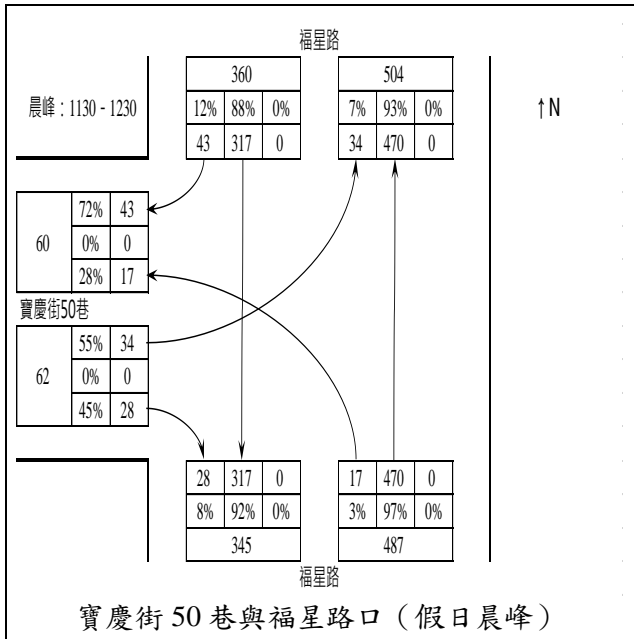 福星路
360 504
晨峰：1130 - 1230
12% 88% 0% 7% 93% 0%
↑N
43 317 0 34 470 0
72% 43
60 0% 0
28% 17
寶慶街50巷
55% 34
62 0% 0
45% 28
28 317 0 17 470 0
8% 92% 0% 3% 97% 0%
345 487
福星路
寶慶街 50 巷與福星路口（假日晨峰）